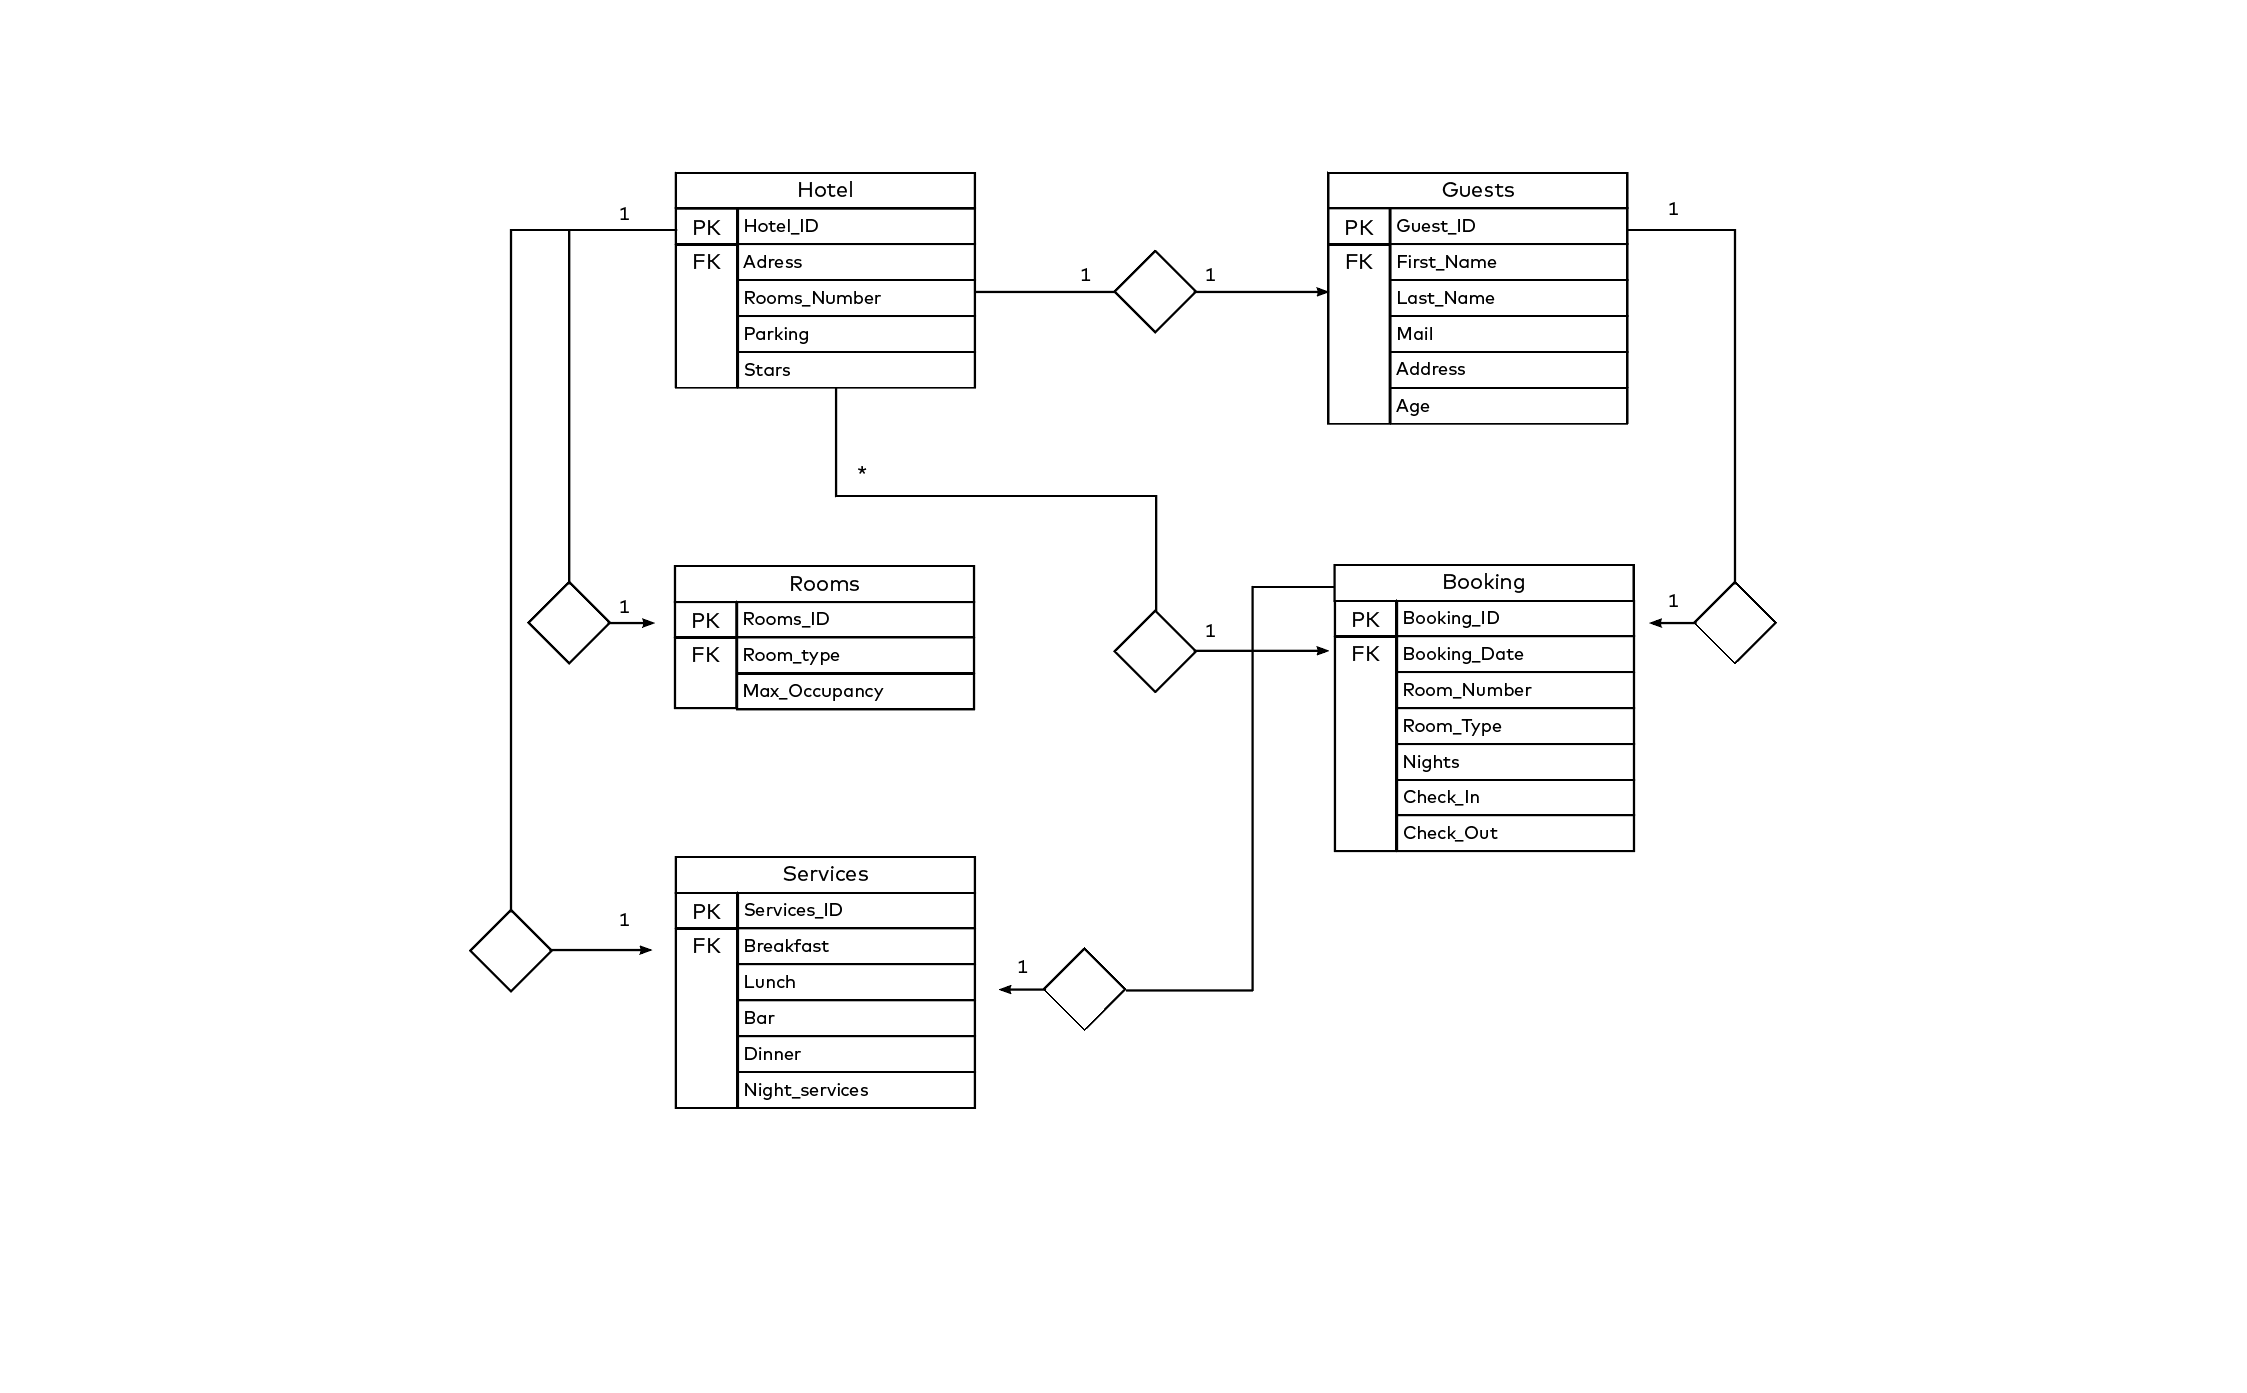 Hotel
PK Hotel_ID
FK Adress
Rooms_Number
Parking
Stars
1
1
1
Guests
PK Guest_ID
FK First_Name
Last_Name
Mail
Address
Age
1
*
Rooms
PK Rooms_ID
FK Room_type
Max_Occupancy
1
1
Booking
PK Booking_ID
FK Booking_Date
Room_Number
Room_Type
Nights
Check_In
Check_Out
1
Services
PK Services_ID
FK Breakfast
Lunch
Bar
Dinner
Night_services
1
1